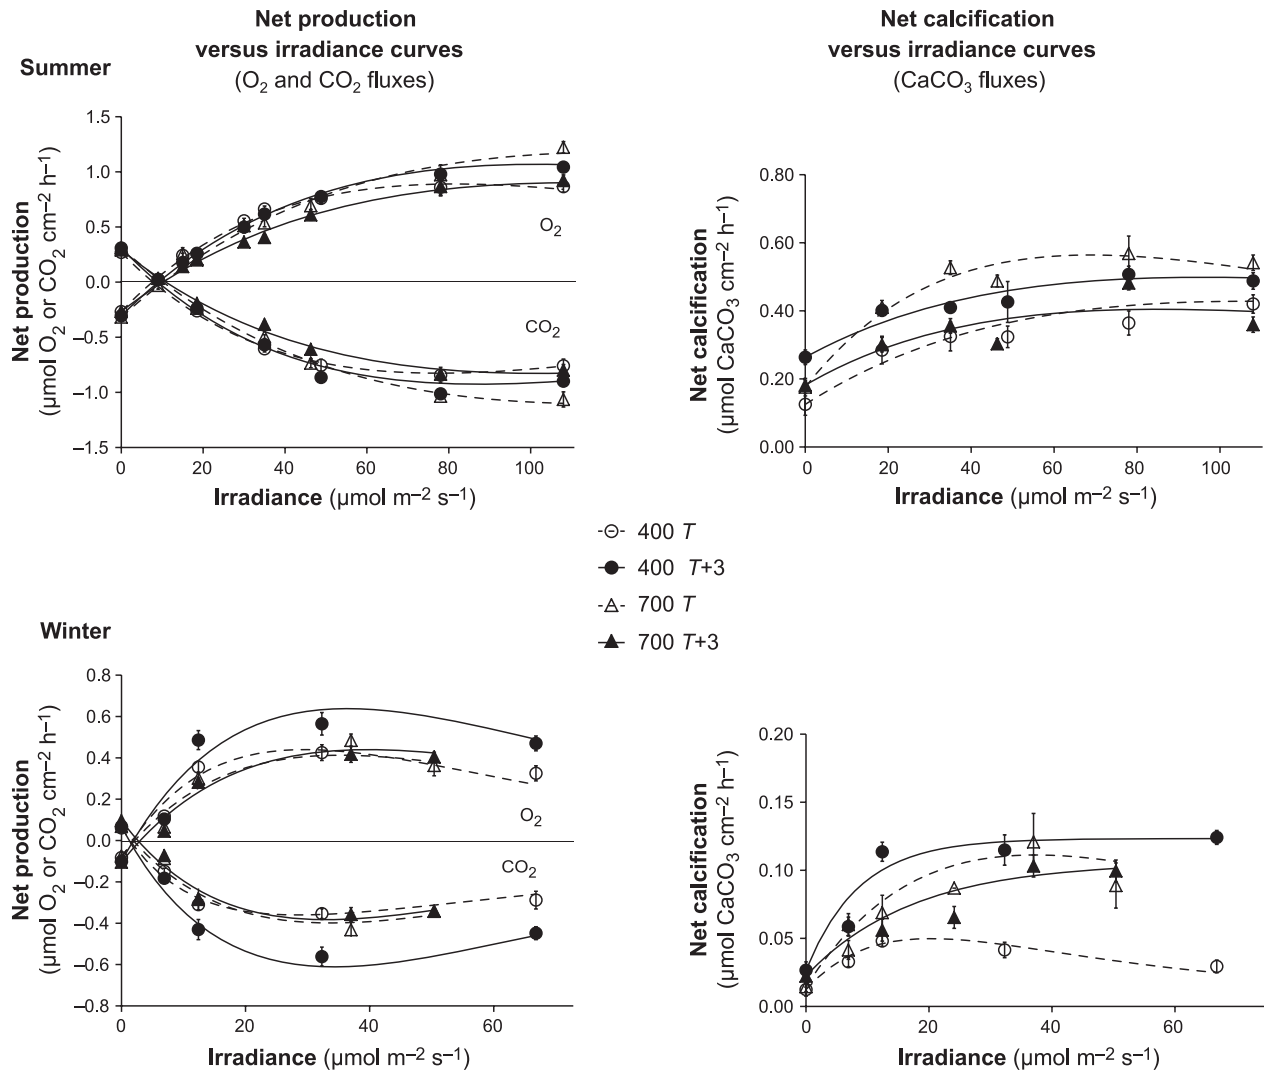 Net production
versus irradiance curves
(O2 and CO2 fluxes)
Net calcification
versus irradiance curves
(CaCO3 fluxes)
Summer
Net production
(µmol O2 or CO2 cm–2 h–1)
1.5
1.0
0.5
0.0
–0.5
–1.0
–1.5
O2
CO2
0 20 40 60 80 100
Irradiance (µmol m–2 s–1)
Net calcification
(µmol CaCO3 cm–2 h–1)
0.80
0.60
0.40
0.20
0.00
0 20 40 60 80 100
Irradiance (µmol m–2 s–1)
400 T
400 T+3
700 T
700 T+3
Winter
Net production
(µmol O2 or CO2 cm–2 h–1)
0.8
0.6
0.4
0.2
0.0
–0.2
–0.4
–0.6
–0.8
O2
CO2
0 20 40 60
Irradiance (µmol m–2 s–1)
Net calcification
(µmol CaCO3 cm–2 h–1)
0.20
0.15
0.10
0.05
0.00
0 20 40 60
Irradiance (µmol m–2 s–1)